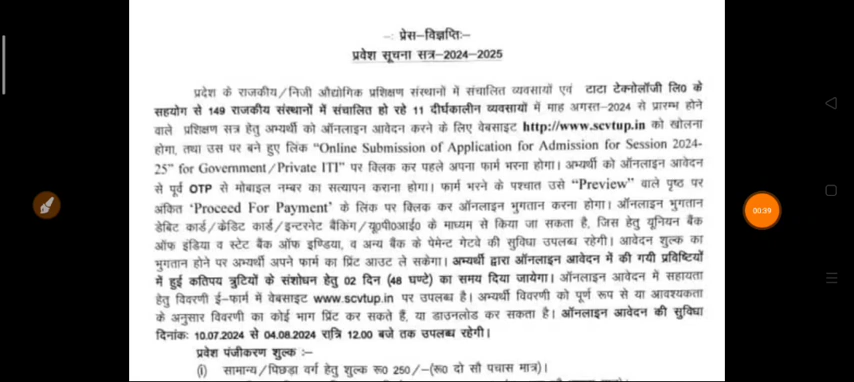 -: प्रेस–विज्ञप्तिः–
प्रवेश सूचना सत्र–2024–2025
प्रदेश के राजकीय/निजी औद्योगिक प्रशिक्षण संस्थानों में संचालित व्यवसायों एवं टाटा टेक्नोलॉजी लि0 के
सहयोग से 149 राजकीय संस्थानों में संचालित हो रहे 11 दीर्घकालीन व्यवसायों में माह अगस्त–2024 से प्रारम्भ होने
वाले प्रशिक्षण सत्र हेतु अभ्यर्थी को ऑनलाइन आवेदन करने के लिए वेबसाइट http://www.scvtup.in को खोलना
होगा, तथा उस पर बने हुए लिंक "Online Submission of Application for Admission for Session 2024-
25" for Government/Private ITI" पर क्लिक कर पहले अपना फार्म भरना होगा। अभ्यर्थी को ऑनलाइन आवेदन
से पूर्व OTP से मोबाइल नम्बर का सत्यापन कराना होगा। फार्म भरने के पश्चात उसे "Preview" वाले पृष्ठ पर
अंकित 'Proceed For Payment' के लिंक पर क्लिक कर ऑनलाइन भुगतान करना होगा। ऑनलाइन भुगतान
डेबिट कार्ड/केडिट कार्ड/इन्टरनेट बैंकिंग/यू0पी0आई0 के माध्यम से किया जा सकता है, जिस हेतु यूनियन बैंक
ऑफ इंडिया व स्टेट बैंक ऑफ इण्डिया, व अन्य बैंक के पेमेन्ट गेटवे की सुविधा उपलब्ध रहेगी। आवेदन शुल्क का
भुगतान होने पर अभ्यर्थी अपने फार्म का प्रिंट आउट ले सकेगा। अभ्यर्थी द्वारा ऑनलाइन आवेदन में की गयी प्रविष्टियों
में हुई कतिपय त्रुटियों के संशोधन हेतु 02 दिन (48 घण्टे) का समय दिया जायेगा। ऑनलाइन आवेदन में सहायता
हेतु विवरणी ई–फार्म में वेबसाइट www.scvtup.in पर उपलब्ध है। अभ्यर्थी विवरणी को पूर्ण रूप से या आवश्यकता
के अनुसार विवरणी का कोई भाग प्रिंट कर सकते हैं, या डाउनलोड कर सकता है। ऑनलाइन आवेदन की सुविधा
दिनांकः 10.07.2024 से 04.08.2024 रात्रि 12.00 बजे तक उपलब्ध रहेगी।
प्रवेश पंजीकरण शुल्क :–
(i) सामान्य/पिछड़ा वर्ग हेतु शुल्क रू0 250/–(रू0 दो सौ पचास मात्र)।
00:39